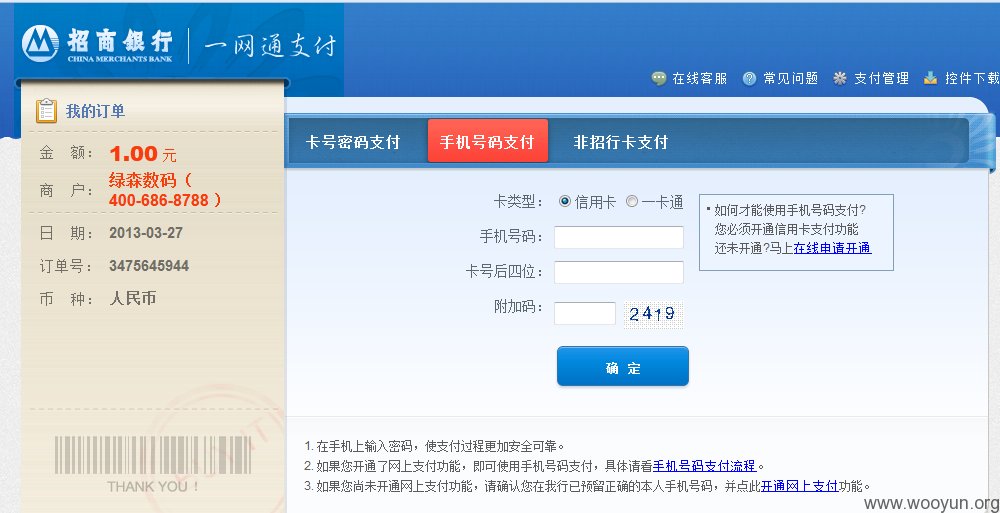 招商银行 一网通支付
CHINA MERCHANTS BANK
在线客服 常见问题 支付管理 控件下载
我的订单
金 额： 1.00 元
商 户： 绿森数码（
400-686-8788 ）
日 期： 2013-03-27
订单号： 3475645944
币 种： 人民币
THANK YOU !
卡号密码支付 手机号码支付 非招行卡支付
卡类型： 信用卡 一卡通
手机号码：
卡号后四位：
附加码： 2419
确 定
如何才能使用手机号码支付?
您必须开通信用卡支付功能
还未开通?马上在线申请开通
1. 在手机上输入密码，使支付过程更加安全可靠。
2. 如果您开通了网上支付功能，即可使用手机号码支付，具体请看手机号码支付流程。
3. 如果您尚未开通网上支付功能，请确认您在我行已预留正确的本人手机号码，并点此开通网上支付功能。
www.wooyun.org